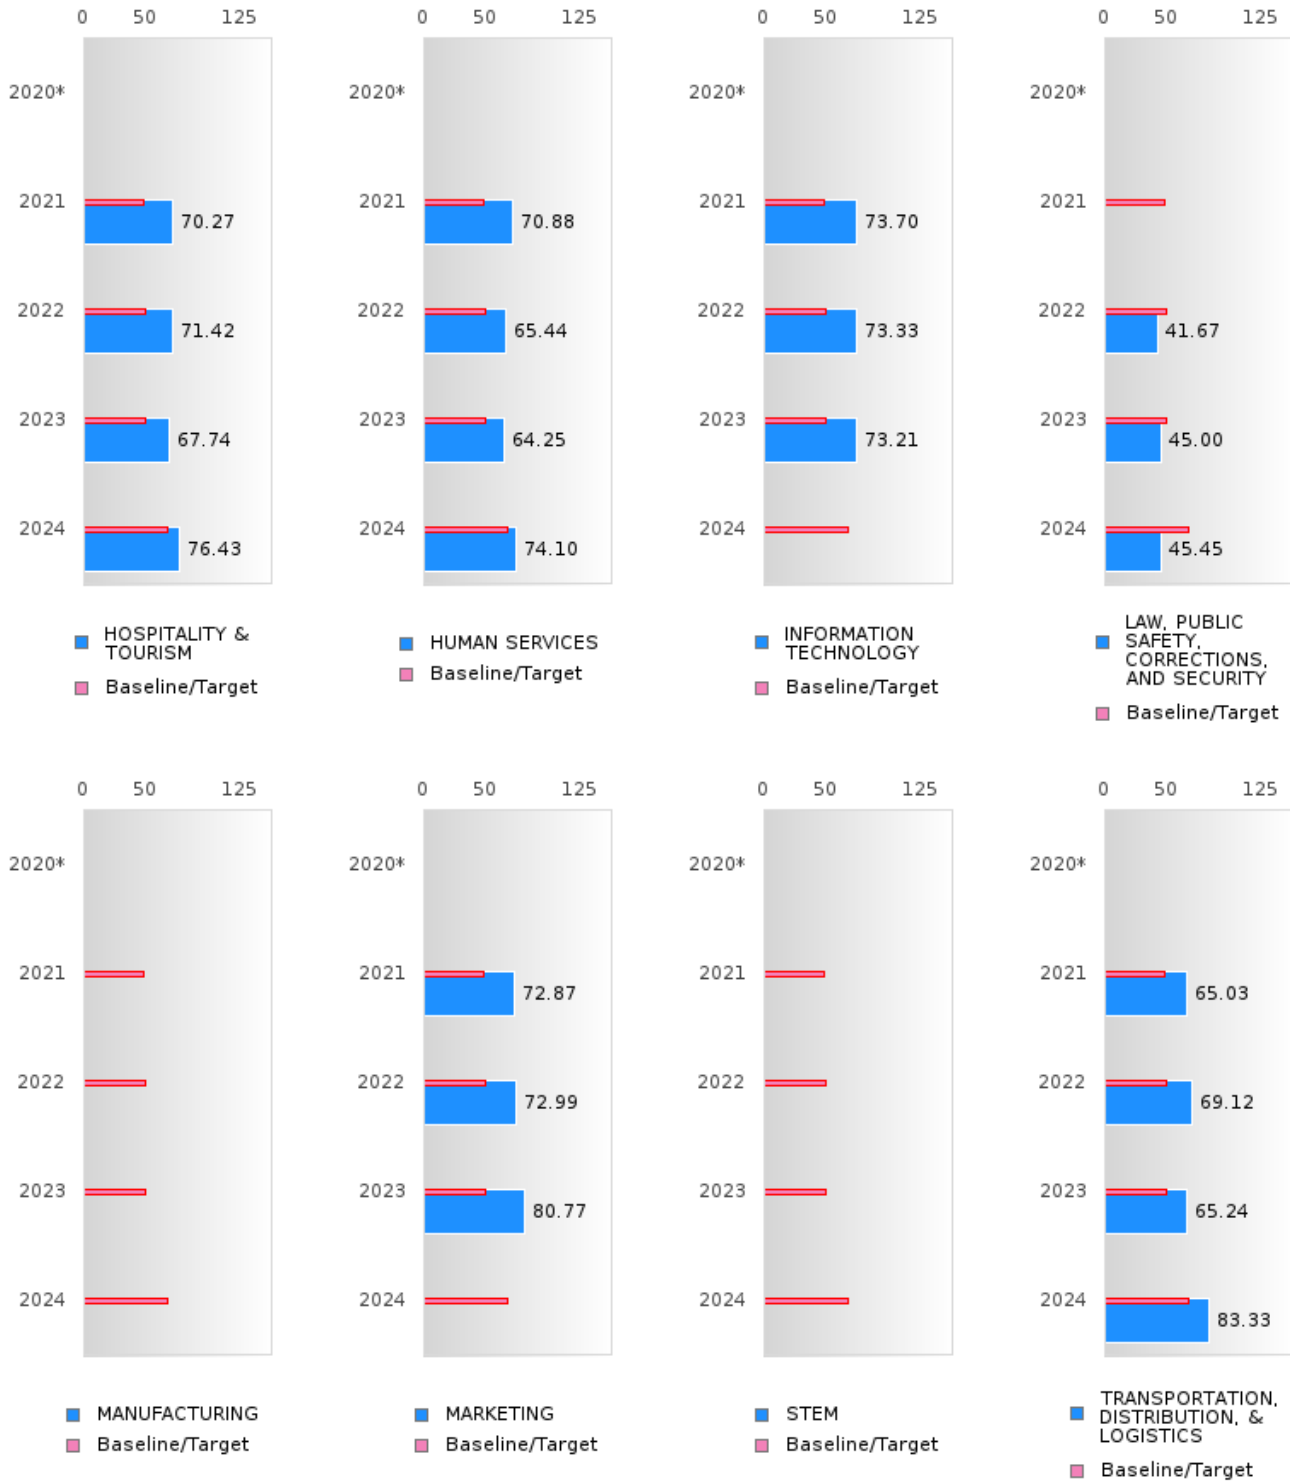 0 50 125 0 50 125 0 50 125 0 50 125
2020* 2020* 2020* 2020*
2021 2021 2021 2021
70.27 70.88 73.70
2022 2022 2022 2022
71.42 65.44 73.33 41.67
2023 2023 2023 2023
67.74 64.25 73.21 45.00
2024 2024 2024 2024
76.43 74.10 45.45
HOSPITALITY &
TOURISM
Baseline/Target
HUMAN SERVICES
Baseline/Target
INFORMATION
TECHNOLOGY
Baseline/Target
LAW, PUBLIC
SAFETY,
CORRECTIONS,
AND SECURITY
Baseline/Target
0 50 125 0 50 125 0 50 125 0 50 125
2020* 2020* 2020* 2020*
2021 2021 2021 2021
72.87 65.03
2022 2022 2022 2022
72.99 69.12
2023 2023 2023 2023
80.77 65.24
2024 2024 2024 2024
83.33
MANUFACTURING
Baseline/Target
MARKETING
Baseline/Target
STEM
Baseline/Target
TRANSPORTATION,
DISTRIBUTION, &
LOGISTICS
Baseline/Target